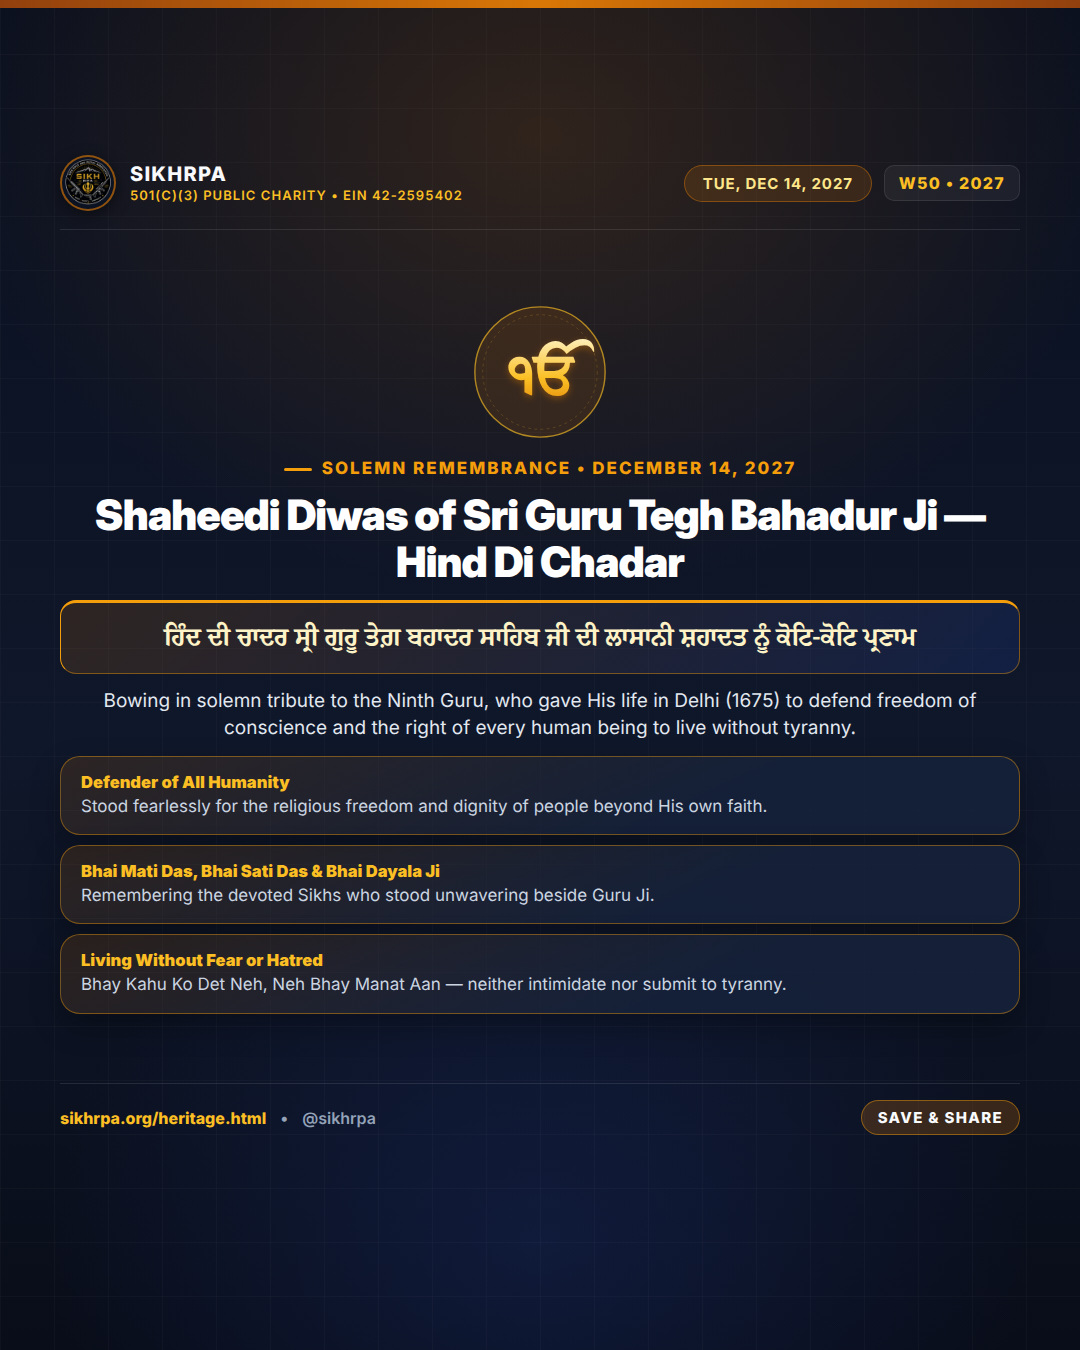 SIKH
SIKHRPA
501(C)(3) PUBLIC CHARITY • EIN 42-2595402
TUE, DEC 14, 2027
W50 • 2027
ੴ
SOLEMN REMEMBRANCE • DECEMBER 14, 2027
Shaheedi Diwas of Sri Guru Tegh Bahadur Ji —
Hind Di Chadar
ਹਿੰਦ ਦੀ ਚਾਦਰ ਸ੍ਰੀ ਗੁਰੂ ਤੇਗ਼ ਬਹਾਦਰ ਸਾਹਿਬ ਜੀ ਦੀ ਲਾਸਾਨੀ ਸ਼ਹਾਦਤ ਨੂੰ ਕੋਟਿ-ਕੋਟਿ ਪ੍ਰਣਾਮ
Bowing in solemn tribute to the Ninth Guru, who gave His life in Delhi (1675) to defend freedom of
conscience and the right of every human being to live without tyranny.
Defender of All Humanity
Stood fearlessly for the religious freedom and dignity of people beyond His own faith.
Bhai Mati Das, Bhai Sati Das & Bhai Dayala Ji
Remembering the devoted Sikhs who stood unwavering beside Guru Ji.
Living Without Fear or Hatred
Bhay Kahu Ko Det Neh, Neh Bhay Manat Aan — neither intimidate nor submit to tyranny.
sikhrpa.org/heritage.html • @sikhrpa
SAVE & SHARE